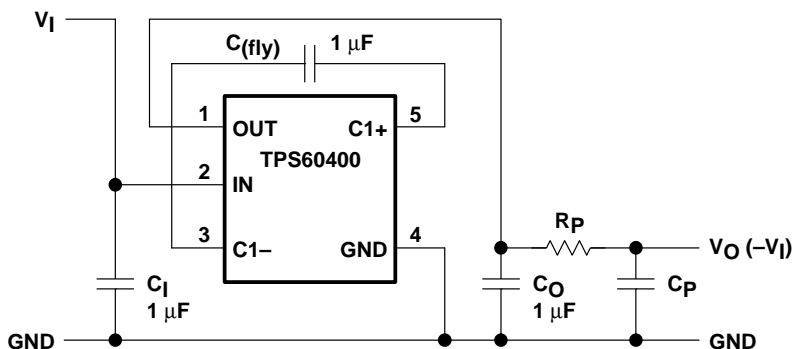 VI
C(fly)
1 μF
1
OUT
C1+
5
TPS60400
2
IN
3
C1–
GND
4
RP
VO (–VI)
CI
1 μF
CO
1 μF
CP
GND
GND